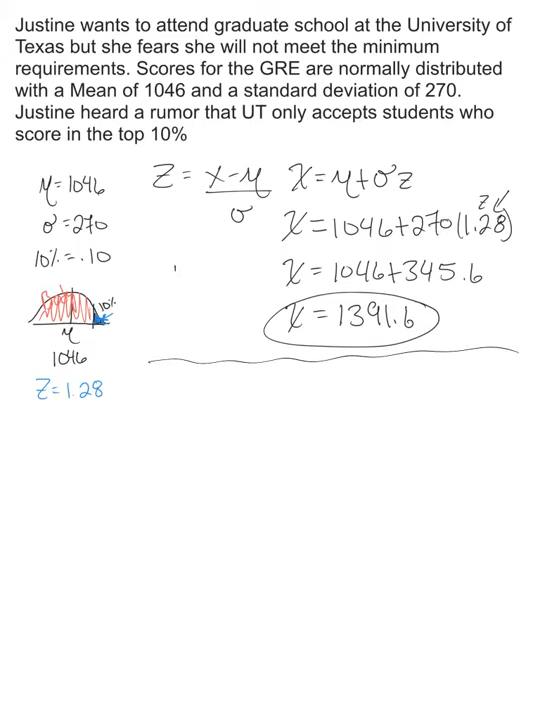 Justine wants to attend graduate school at the University of
Texas but she fears she will not meet the minimum
requirements. Scores for the GRE are normally distributed
with a Mean of 1046 and a standard deviation of 270.
Justine heard a rumor that UT only accepts students who
score in the top 10%
μ = 1046
σ = 270
10% = .10
10%
μ
1046
Z = 1.28
Z = x - μ / σ
x = μ + σz
z
x = 1046 + 270(1.28)
x = 1046 + 345.6
x = 1391.6